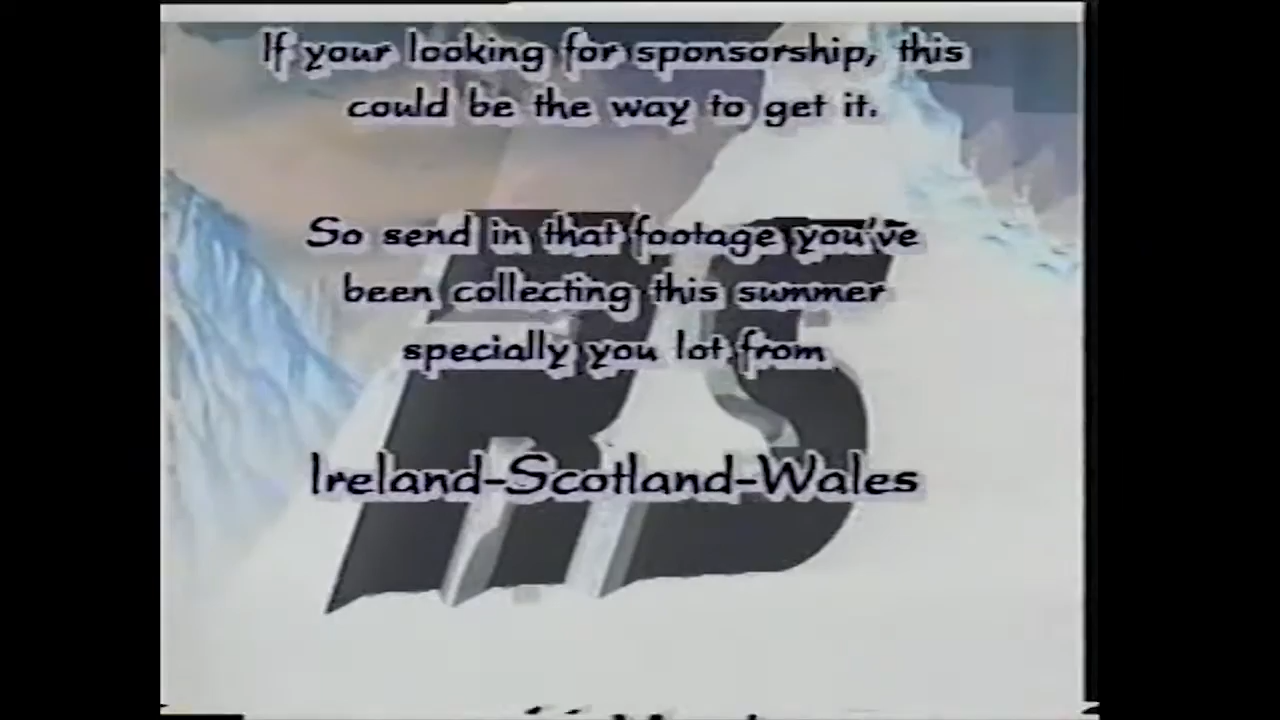 If your looking for sponsorship, this
could be the way to get it.
So send in that footage you've
been collecting this summer
specially you lot from
Ireland-Scotland-Wales
RS